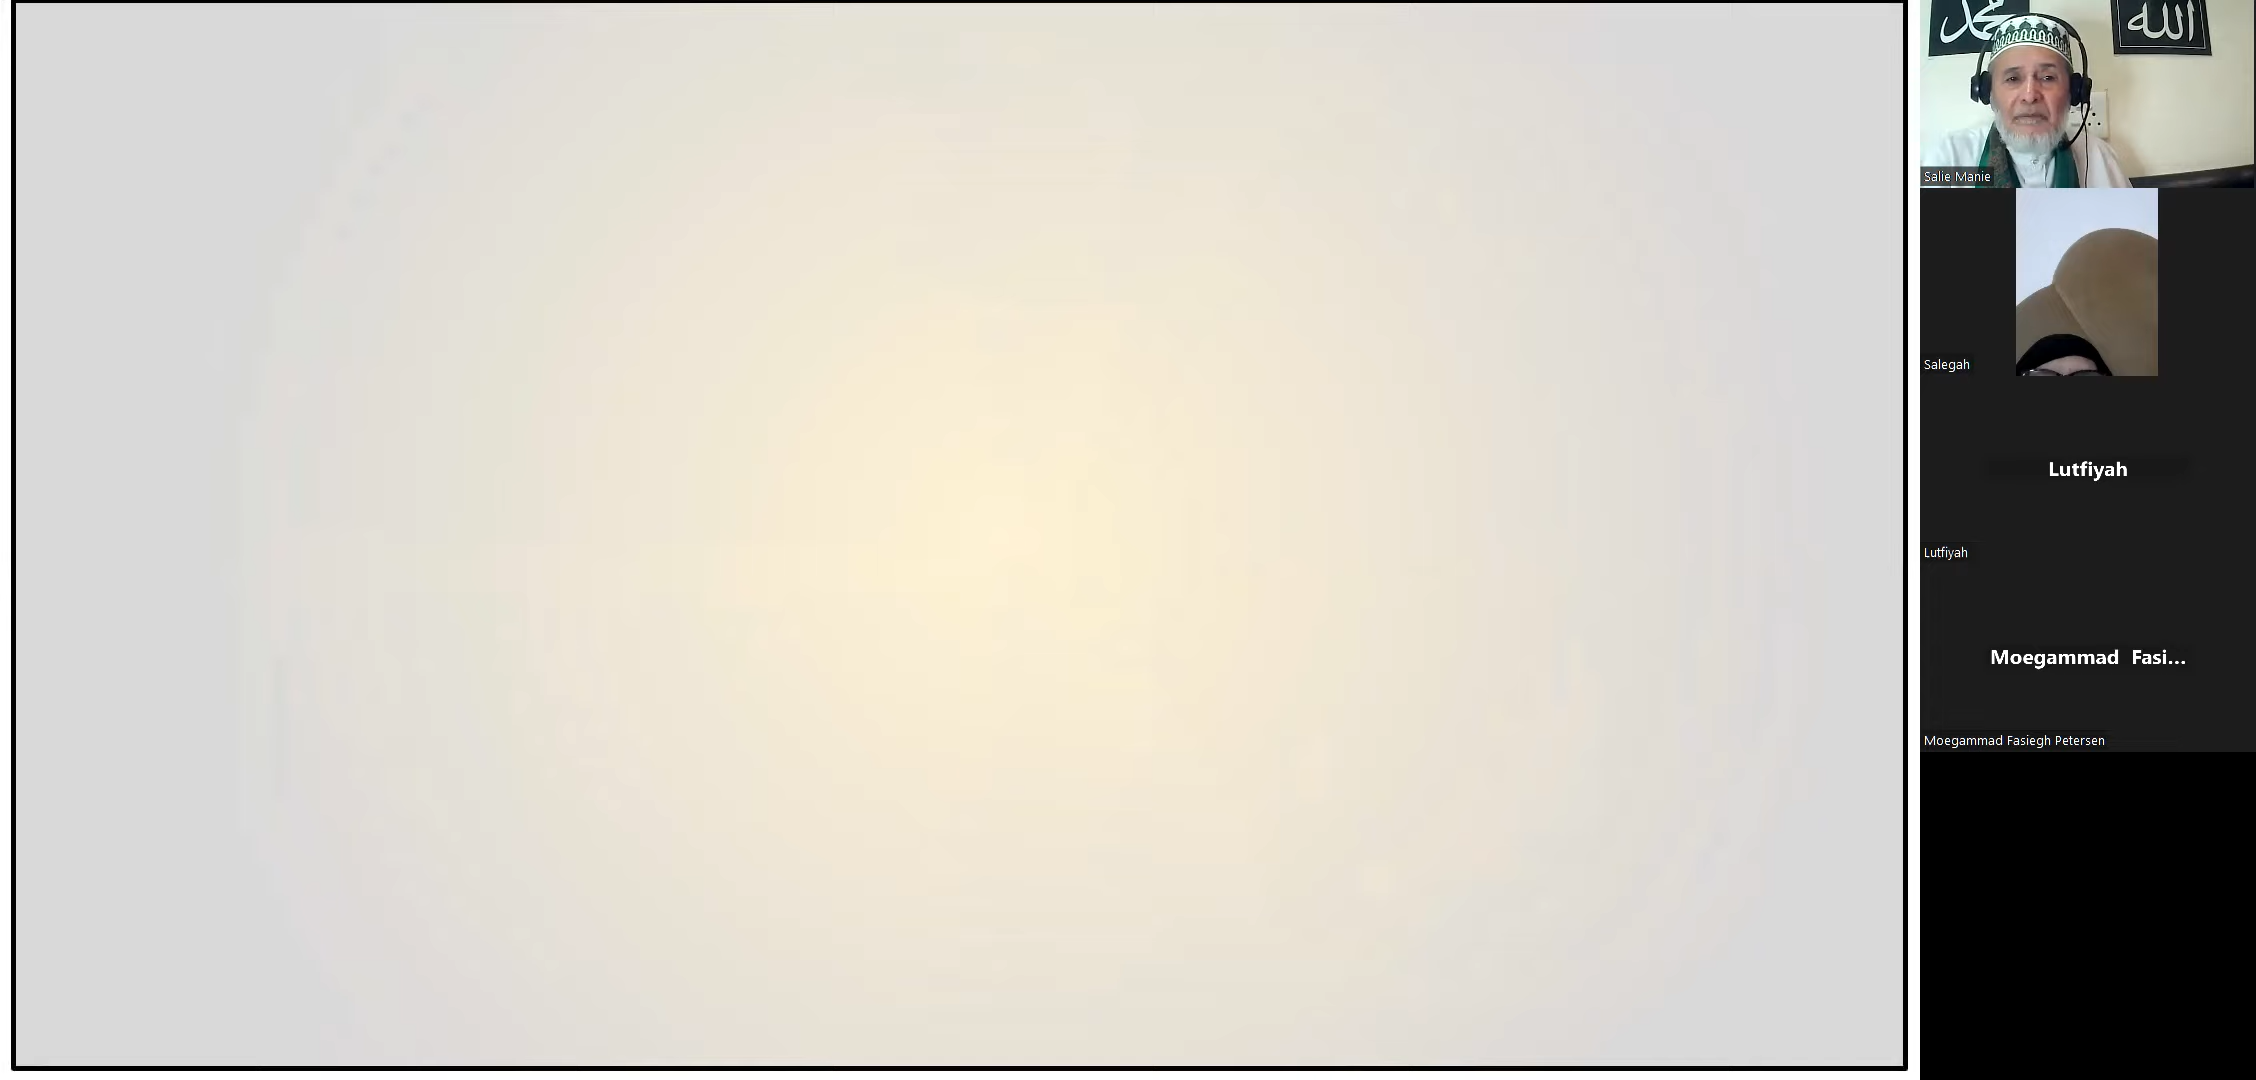 محمد
الله
Salie Manie
Salegah
Lutfiyah
Lutfiyah
Moegammad Fasi...
Moegammad Fasiegh Petersen